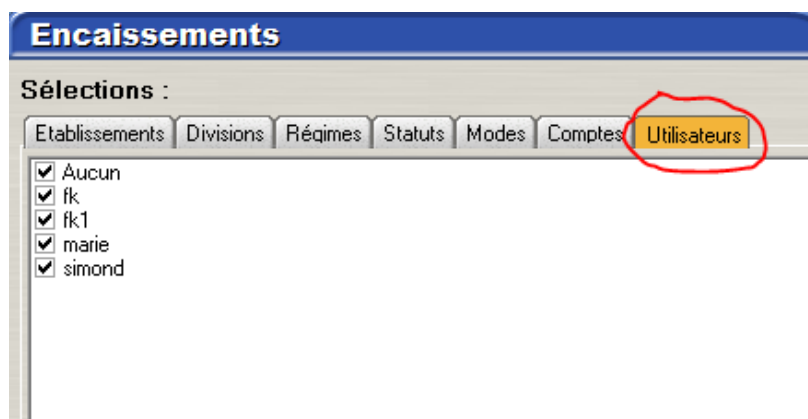 Encaissements
Sélections :
Etablissements Divisions Régimes Statuts Modes Comptes Utilisateurs
Aucun
fk
fk1
marie
simond